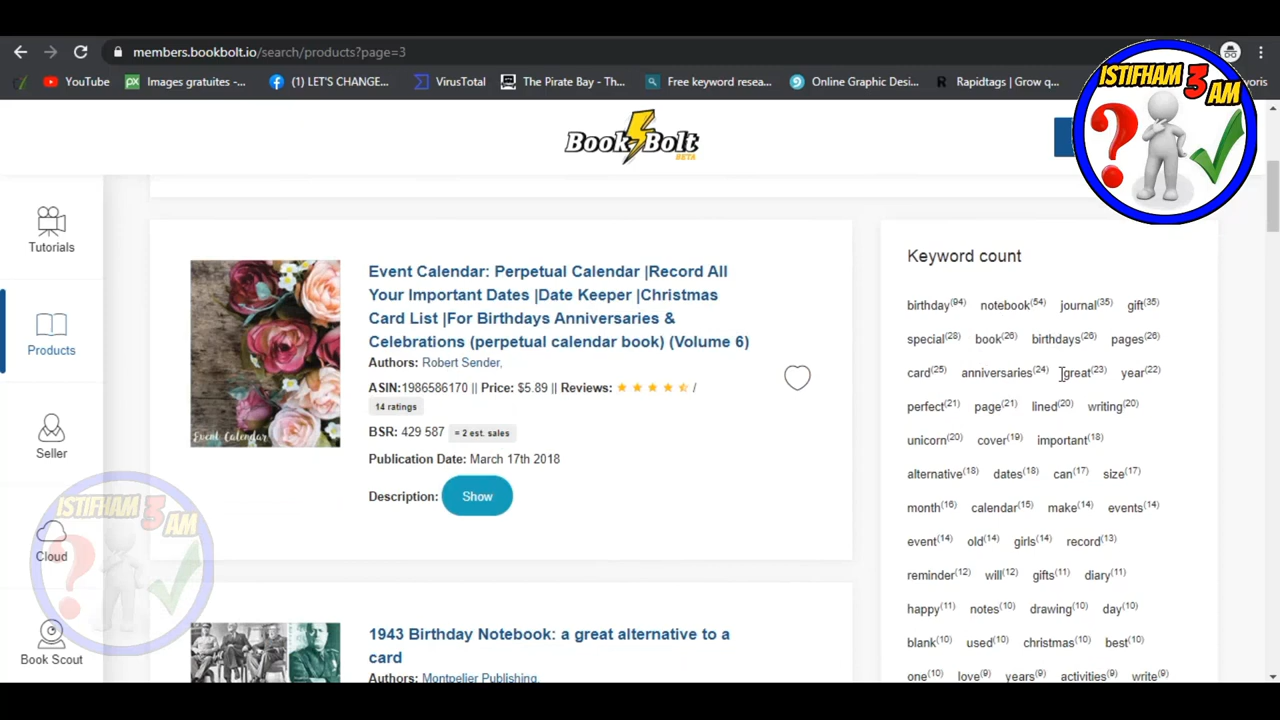 members.bookbolt.io/search/products?page=3
YouTube
Images gratuites -...
(1) LET'S CHANGE...
VirusTotal
The Pirate Bay - Th...
Free keyword resea...
Online Graphic Desi...
Rapidtags | Grow q...
oris
ISTIFHAM 3 AM
Book Bolt
BETA
Tutorials
Products
Seller
Cloud
Book Scout
ISTIFHAM 3 AM
Event Calendar
Event Calendar: Perpetual Calendar |Record All
Your Important Dates |Date Keeper |Christmas
Card List |For Birthdays Anniversaries &
Celebrations (perpetual calendar book) (Volume 6)
Authors: Robert Sender,
ASIN:1986586170 || Price: $5.89 || Reviews: /
14 ratings
BSR: 429 587 = 2 est. sales
Publication Date: March 17th 2018
Description: Show
1943 Birthday Notebook: a great alternative to a
card
Authors: Montpelier Publishing,
Keyword count
birthday(94) notebook(54) journal(35) gift(35)
special(28) book(26) birthdays(26) pages(26)
card(25) anniversaries(24) great(23) year(22)
perfect(21) page(21) lined(20) writing(20)
unicorn(20) cover(19) important(18)
alternative(18) dates(18) can(17) size(17)
month(16) calendar(15) make(14) events(14)
event(14) old(14) girls(14) record(13)
reminder(12) will(12) gifts(11) diary(11)
happy(11) notes(10) drawing(10) day(10)
blank(10) used(10) christmas(10) best(10)
one(10) love(9) years(9) activities(9) write(9)